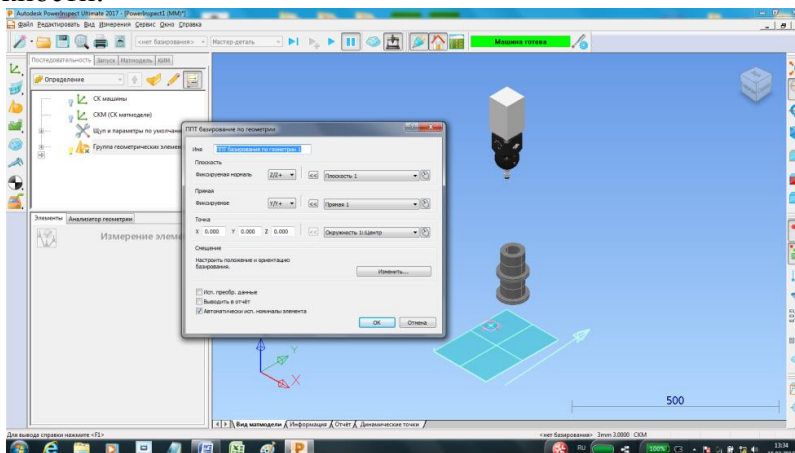 Autodesk PowerInspect Ultimate 2017 - [PowerInspect1 (MM)*]
Файл Редактировать Вид Измерения Сервис Окно Справка
<нет базирования> Мастер-деталь Машина готова
Последовательность Запуск Матмодель КИМ
Определение
СК машины
СКМ (СК матмодели)
Щуп и параметры по умолчани
Группа геометрических элемен
ППТ базирование по геометрии
Имя ППТ базирование по геометрии 1
Плоскость
Фиксируемая нормаль Z/Z+ << Плоскость 1
Прямая
Фиксируемое Y/Y+ << Прямая 1
Точка
X 0.000 Y 0.000 Z 0.000 << Окружность 1::Центр
Смещение
Настроить положение и ориентацию
базирования.
Изменить...
Исп. преобр. данные
Выводить в отчёт
Автоматически исп. номиналы элемента
OK Отмена
Элементы Анализатор геометрии
Измерение элеме
Z
Y
X
500
Вид матмодели Информация Отчёт Динамические точки
Для вывода справки нажмите <F1>
<нет базирования> 3mm 3.0000 СКМ
RU 100% 13:34